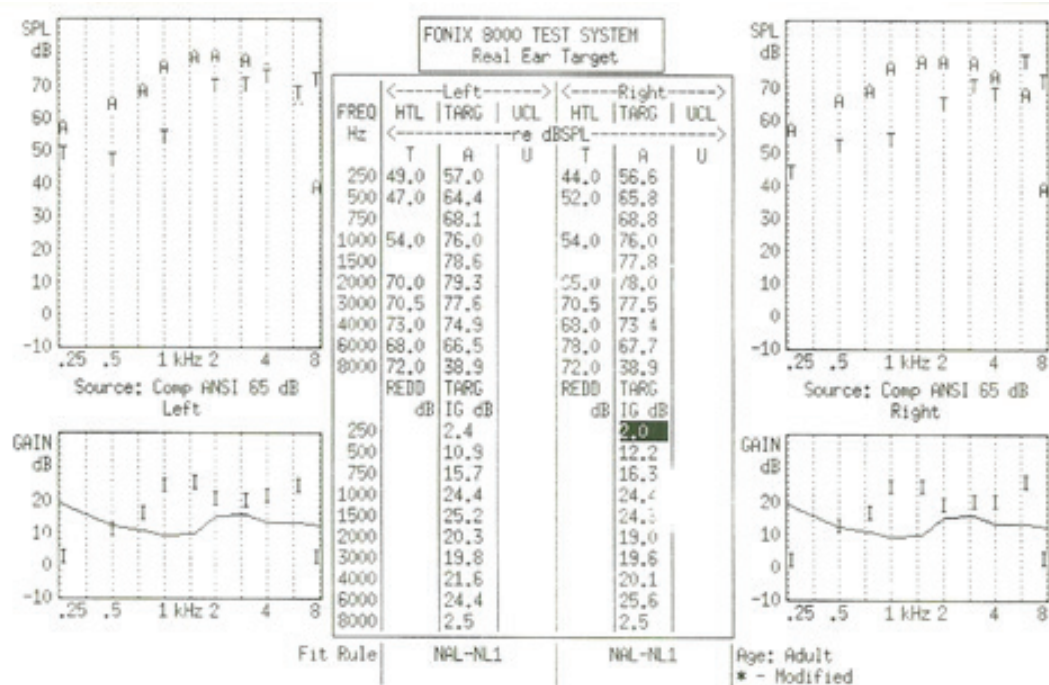 FONIX 8000 TEST SYSTEM
Real Ear Target
SPL
dB
70
60
50
40
30
20
10
0
-10
.25 .5 1 kHz 2 4 8
Source: Comp ANSI 65 dB
Left
GAIN
dB
20
10
0
-10
.25 .5 1 kHz 2 4 8
<-----Left-----> <-----Right----->
FREQ HTL TARG UCL HTL TARG UCL
Hz <-----re dBSPL----->
T A U T A U
250 49.0 57.0 44.0 56.6
500 47.0 64.4 52.0 65.8
750 68.1 68.8
1000 54.0 76.0 54.0 76.0
1500 78.6 77.8
2000 70.0 79.3 78.0
3000 70.5 77.6 70.5 77.5
4000 73.0 74.9 68.0
6000 68.0 66.5 78.0 67.7
8000 72.0 38.9 72.0 38.9
REDD TARG REDD TARG
dB IG dB dB IG dB
250 2.4 2.0
500 10.9 12.2
750 15.7 16.3
1000 24.4
1500 25.2
2000 20.3 19.0
3000 19.8 19.6
4000 21.6 20.1
6000 24.4 25.6
8000 2.5 2.5
Fit Rule NAL-NL1 NAL-NL1
SPL
dB
70
60
50
40
30
20
10
0
-10
.25 .5 1 kHz 2 4 8
Source: Comp ANSI 65 dB
Right
GAIN
dB
20
10
0
-10
.25 .5 1 kHz 2 4 8
Age: Adult
* - Modified